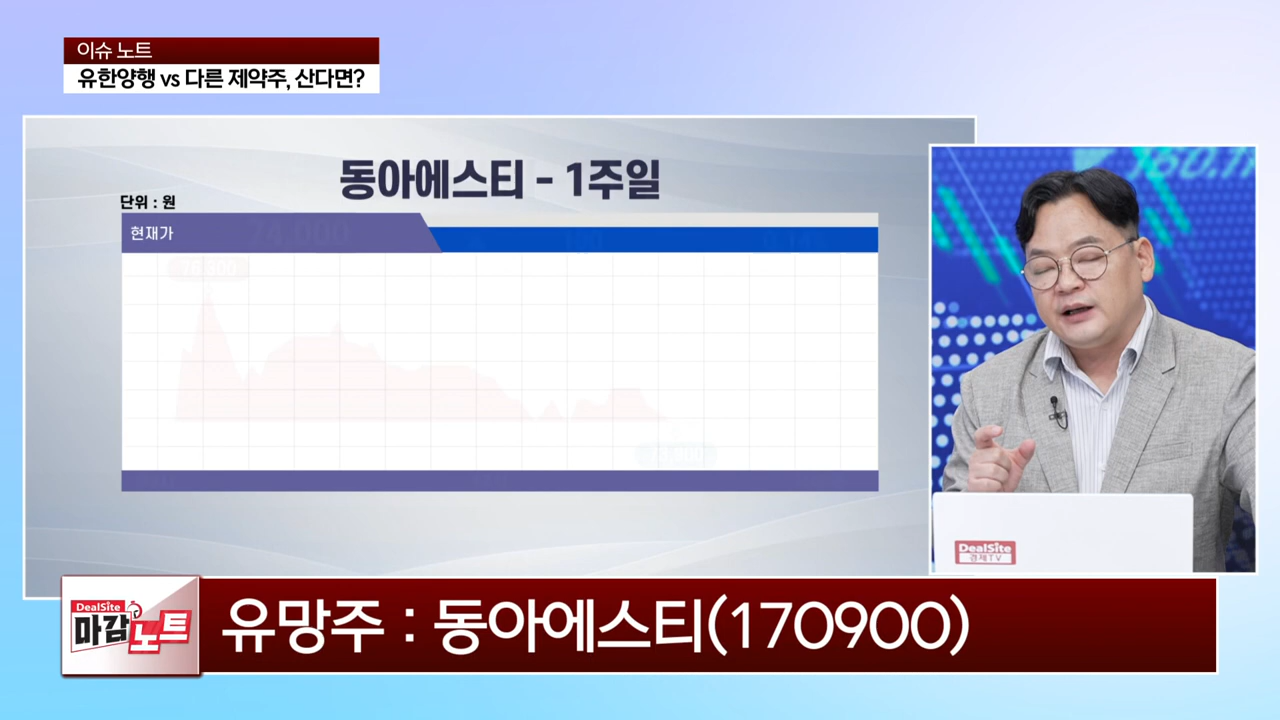 이슈 노트
유한양행 vs 다른 제약주, 산다면?
동아에스티 - 1주일
단위 : 원
현재가
74,000
DealSite
경제TV
DealSite
마감노트
유망주 : 동아에스티(170900)